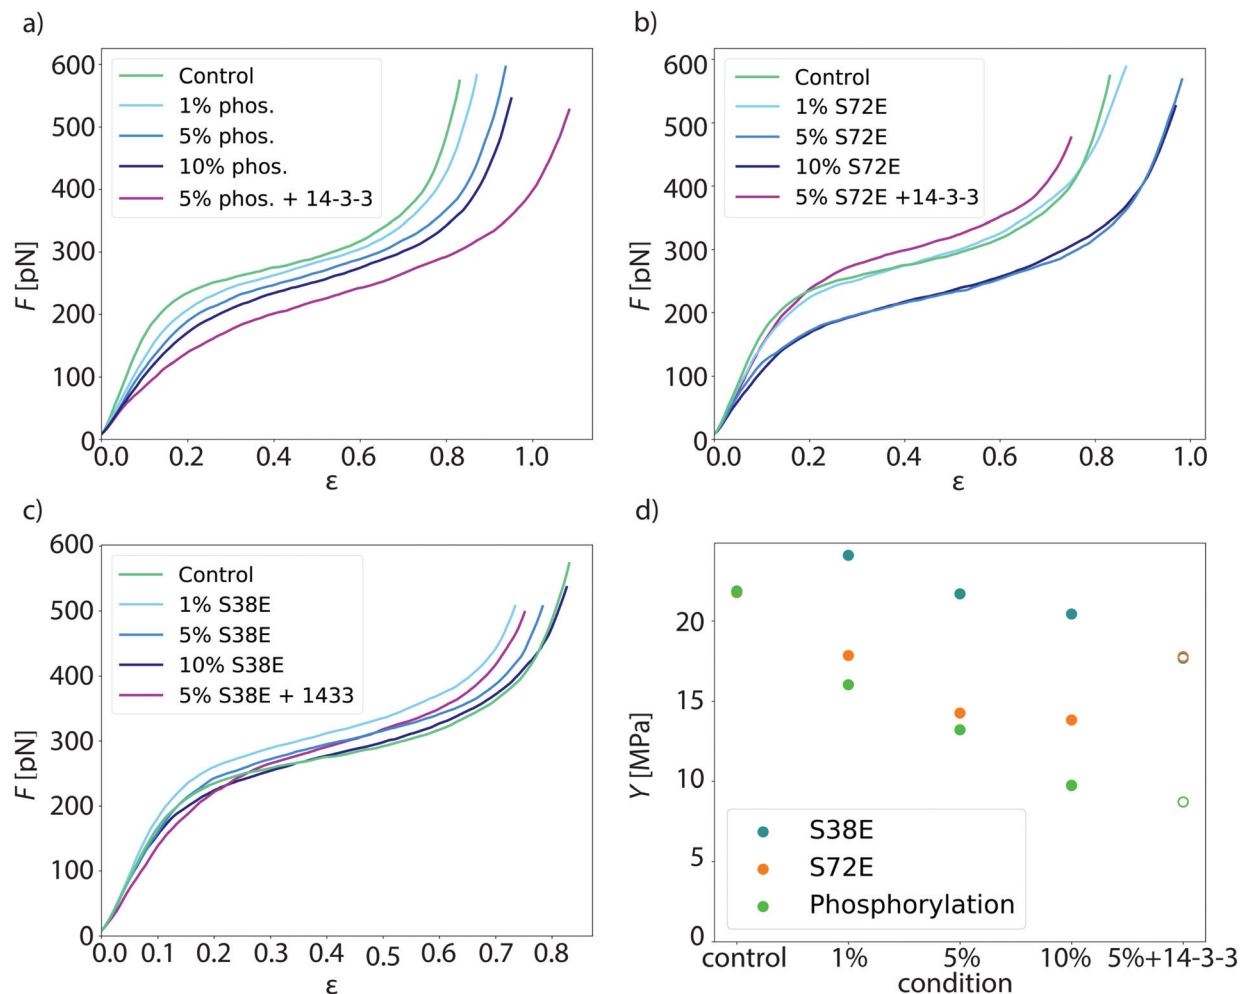 a)
600
500
400
300
200
100
0
F [pN]
Control
1% phos.
5% phos.
10% phos.
5% phos. + 14-3-3
0.0 0.2 0.4 0.6 0.8 1.0
ε
b)
600
500
400
300
200
100
0
F [pN]
Control
1% S72E
5% S72E
10% S72E
5% S72E +14-3-3
0.0 0.2 0.4 0.6 0.8 1.0
ε
c)
600
500
400
300
200
100
0
F [pN]
Control
1% S38E
5% S38E
10% S38E
5% S38E + 1433
0.0 0.1 0.2 0.3 0.4 0.5 0.6 0.7 0.8
ε
d)
20
15
10
5
0
Y [MPa]
S38E
S72E
Phosphorylation
control 1% 5% 10% 5%+14-3-3
condition